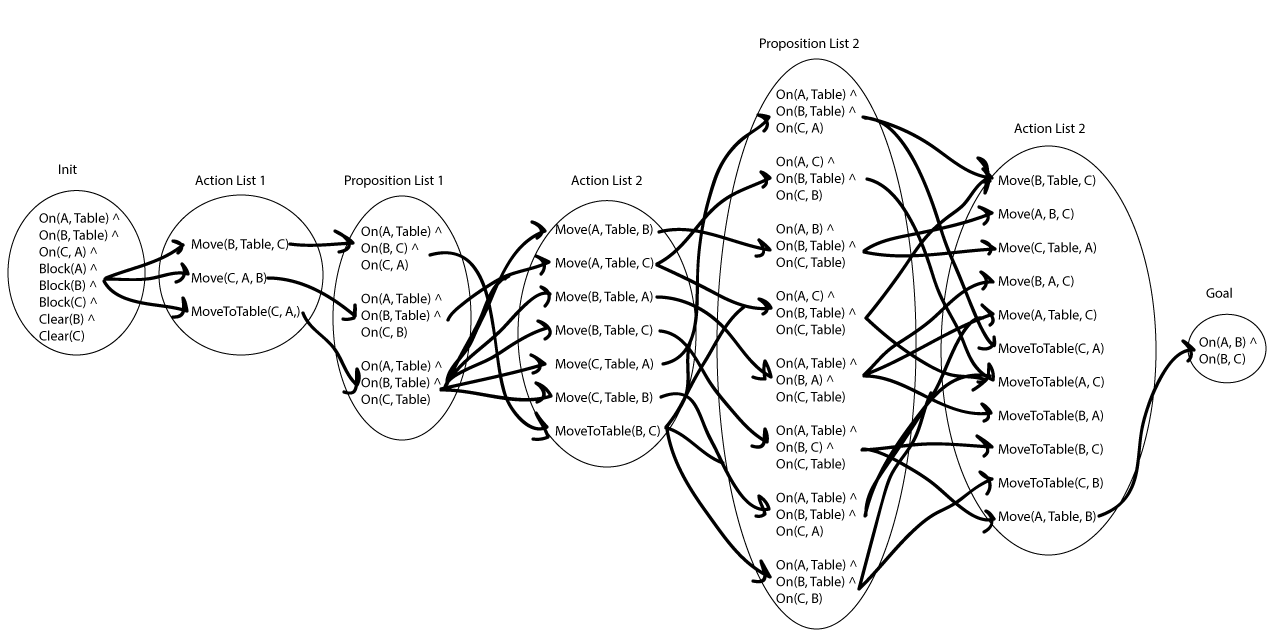 Init
On(A, Table) ^
On(B, Table) ^
On(C, A) ^
Block(A) ^
Block(B) ^
Block(C) ^
Clear(B) ^
Clear(C)
Action List 1
Move(B, Table, C)
Move(C, A, B)
MoveToTable(C, A,)
Proposition List 1
On(A, Table) ^
On(B, C) ^
On(C, A)
On(A, Table) ^
On(B, Table) ^
On(C, B)
On(A, Table) ^
On(B, Table) ^
On(C, Table)
Action List 2
Move(A, Table, B)
Move(A, Table, C)
Move(B, Table, A)
Move(B, Table, C)
Move(C, Table, A)
Move(C, Table, B)
MoveToTable(B, C)
Proposition List 2
On(A, Table) ^
On(B, Table) ^
On(C, A)
On(A, C) ^
On(B, Table) ^
On(C, B)
On(A, B) ^
On(B, Table) ^
On(C, Table)
On(A, C) ^
On(B, Table) ^
On(C, Table)
On(A, Table) ^
On(B, A) ^
On(C, Table)
On(A, Table) ^
On(B, C) ^
On(C, Table)
On(A, Table) ^
On(B, Table) ^
On(C, A)
On(A, Table) ^
On(B, Table) ^
On(C, B)
Action List 2
Move(B, Table, C)
Move(A, B, C)
Move(C, Table, A)
Move(B, A, C)
Move(A, Table, C)
MoveToTable(C, A)
MoveToTable(A, C)
MoveToTable(B, A)
MoveToTable(B, C)
MoveToTable(C, B)
Move(A, Table, B)
Goal
On(A, B) ^
On(B, C)